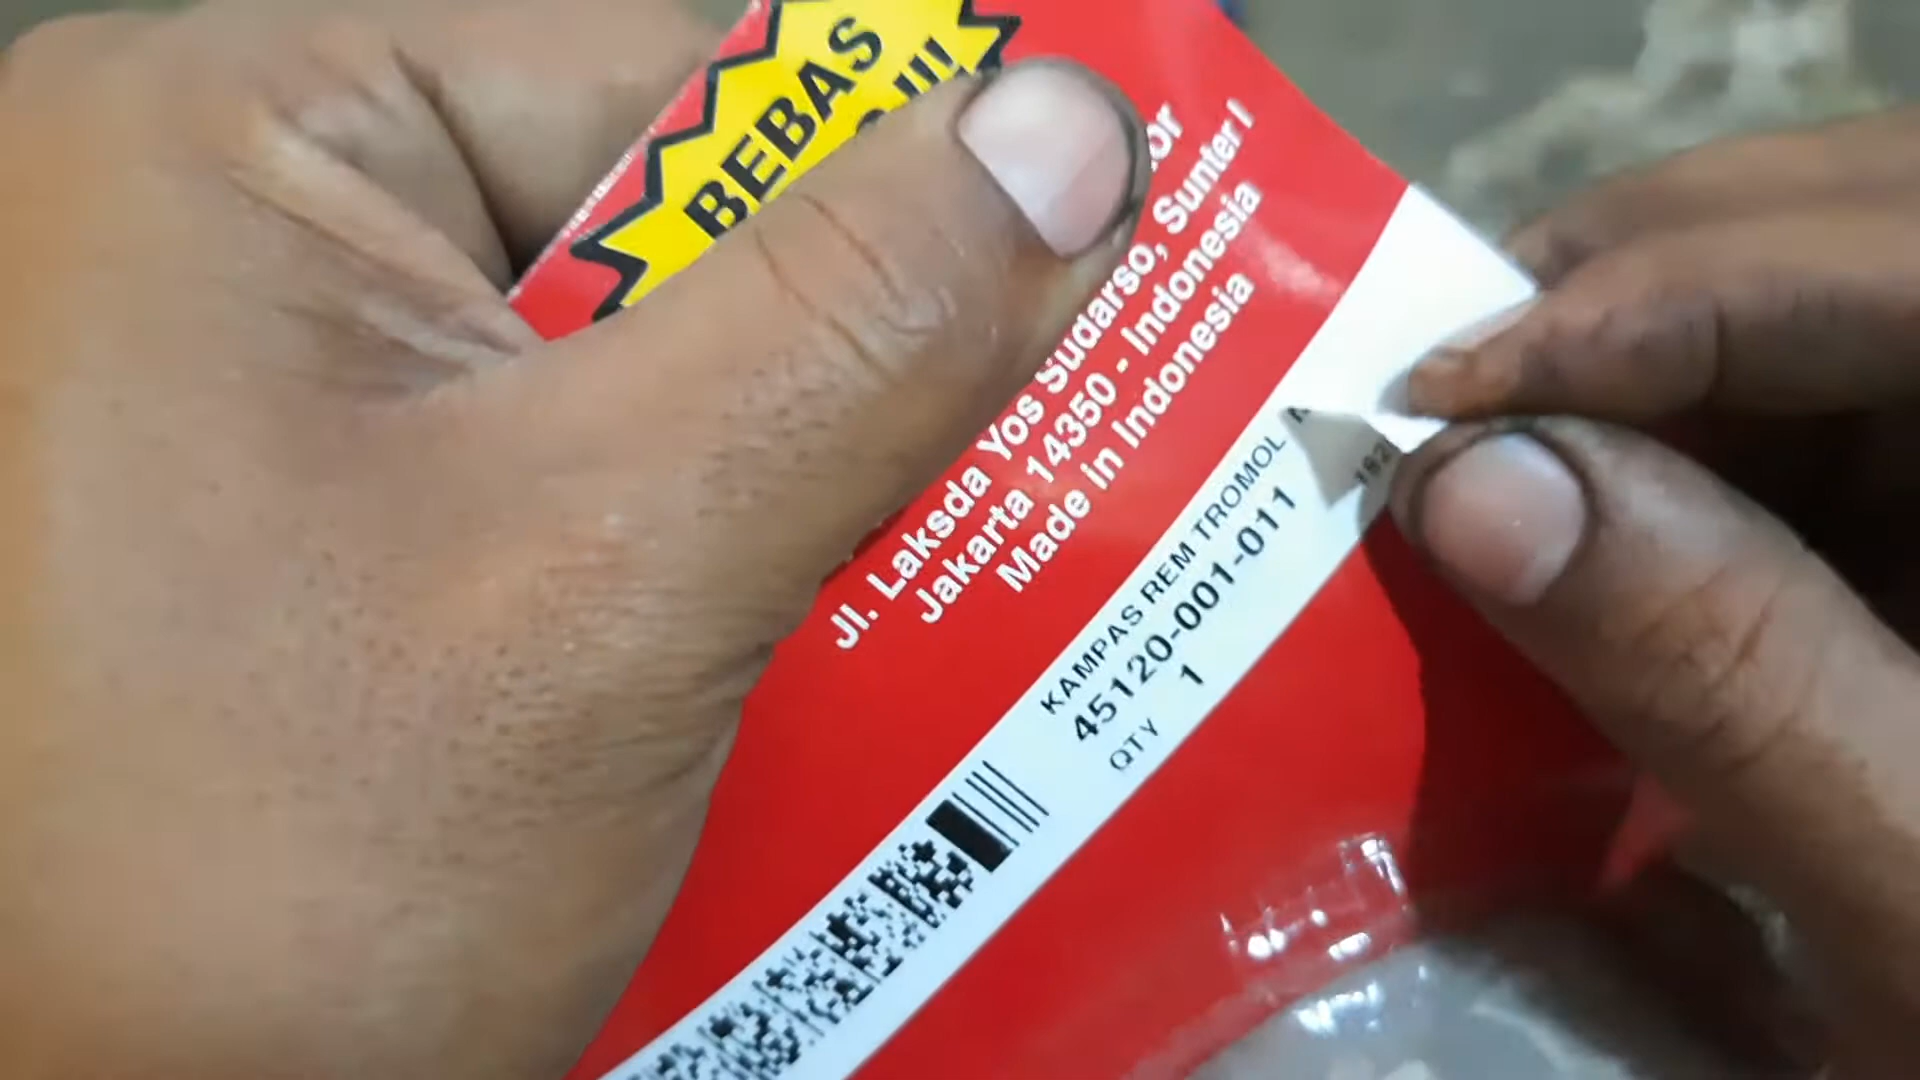 BEBAS
!!!
Jl. Laksda Yos Sudarso, Sunter I
Jakarta 14350 - Indonesia
Made in Indonesia
KAMPAS REM TROMOL
45120-001-011
QTY 1